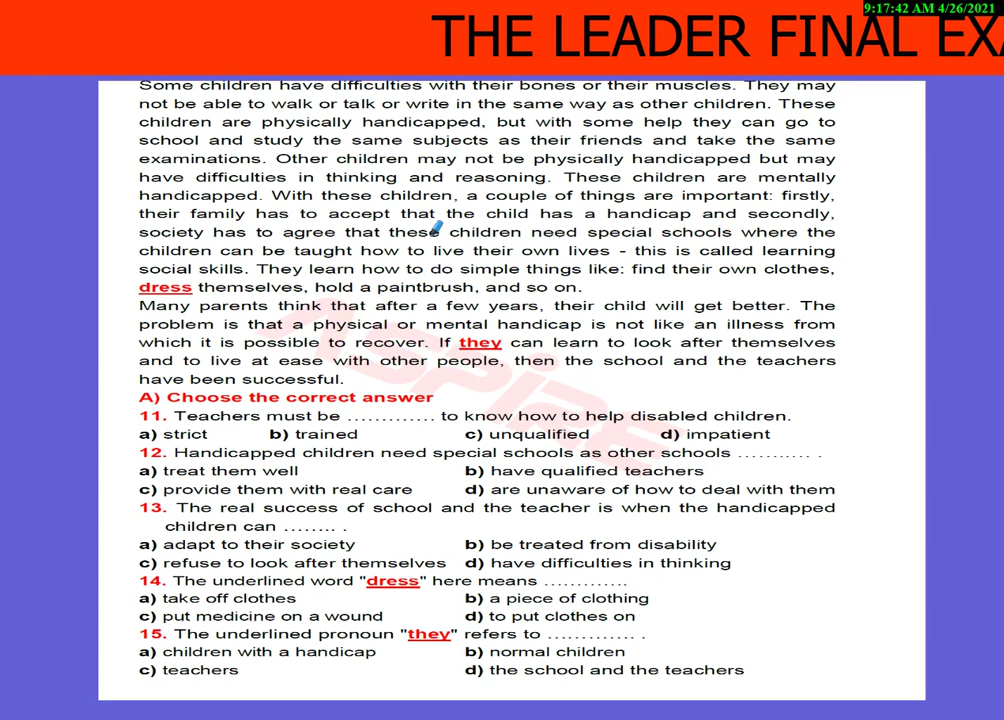 9:17:42 AM 4/26/2021
THE LEADER FINAL EXA
Some children have difficulties with their bones or their muscles. They may
not be able to walk or talk or write in the same way as other children. These
children are physically handicapped, but with some help they can go to
school and study the same subjects as their friends and take the same
examinations. Other children may not be physically handicapped but may
have difficulties in thinking and reasoning. These children are mentally
handicapped. With these children, a couple of things are important: firstly,
their family has to accept that the child has a handicap and secondly,
society has to agree that these children need special schools where the
children can be taught how to live their own lives - this is called learning
social skills. They learn how to do simple things like: find their own clothes,
dress themselves, hold a paintbrush, and so on.
Many parents think that after a few years, their child will get better. The
problem is that a physical or mental handicap is not like an illness from
which it is possible to recover. If they can learn to look after themselves
and to live at ease with other people, then the school and the teachers
have been successful.
ASPIRE
A) Choose the correct answer
11. Teachers must be ............ to know how to help disabled children.
a) strict b) trained c) unqualified d) impatient
12. Handicapped children need special schools as other schools ........... .
a) treat them well b) have qualified teachers
c) provide them with real care d) are unaware of how to deal with them
13. The real success of school and the teacher is when the handicapped
children can ........ .
a) adapt to their society b) be treated from disability
c) refuse to look after themselves d) have difficulties in thinking
14. The underlined word "dress" here means ............
a) take off clothes b) a piece of clothing
c) put medicine on a wound d) to put clothes on
15. The underlined pronoun "they" refers to ............. .
a) children with a handicap b) normal children
c) teachers d) the school and the teachers